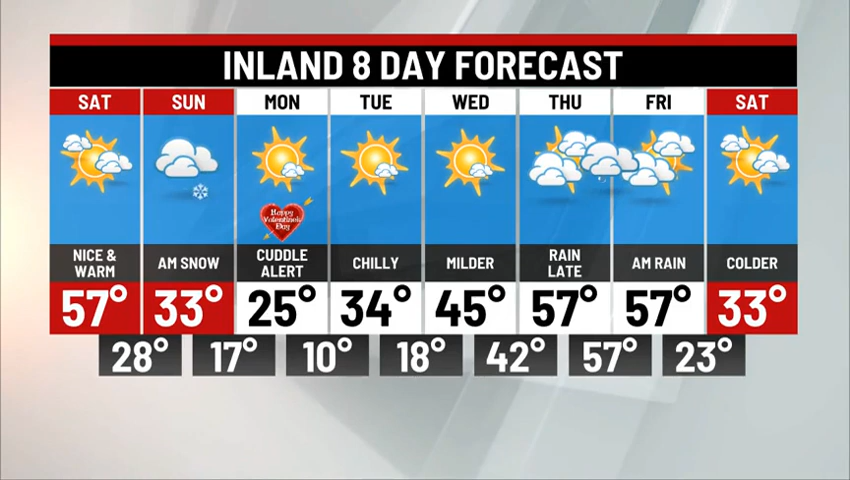 INLAND 8 DAY FORECAST
SAT SUN MON TUE WED THU FRI SAT
Happy
Valentine's
Day
NICE &
WARM
AM SNOW
CUDDLE
ALERT
CHILLY
MILDER
RAIN
LATE
AM RAIN
COLDER
57° 33° 25° 34° 45° 57° 57° 33°
28° 17° 10° 18° 42° 57° 23°